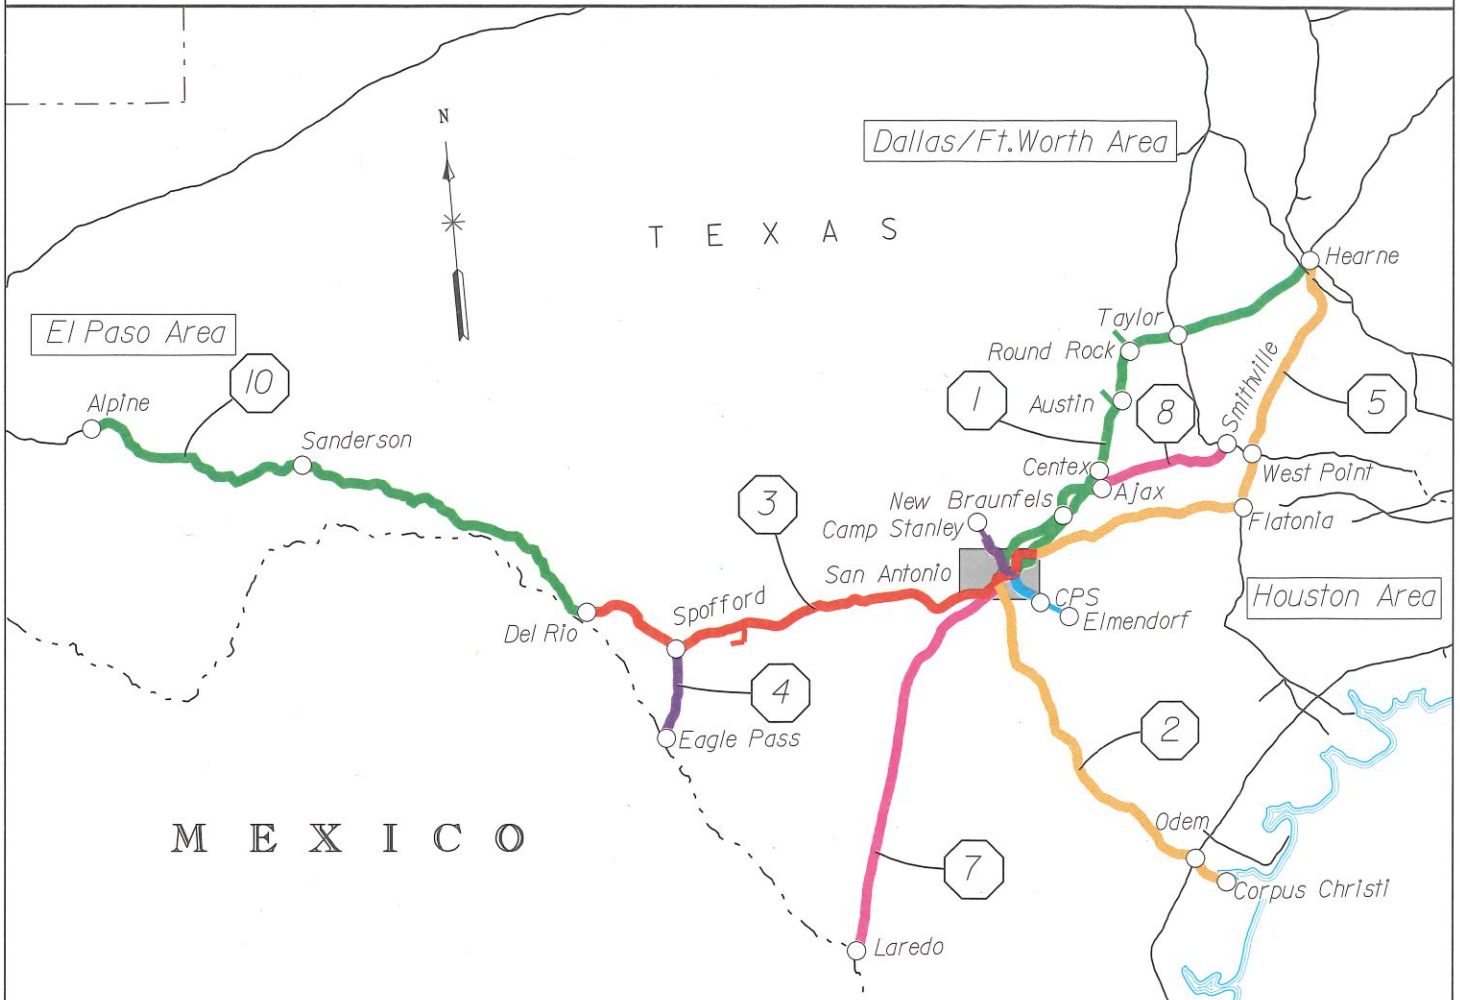 N
Dallas/Ft.Worth Area
T E X A S
Hearne
El Paso Area
Taylor
Round Rock
10
1
8
5
Alpine
Austin
Smithville
Sanderson
Centex
West Point
3
New Braunfels
Ajax
Camp Stanley
Flatonia
San Antonio
CPS
Houston Area
Spofford
Elmendorf
Del Rio
4
2
Eagle Pass
MEXICO
Odem
7
Corpus Christi
Laredo